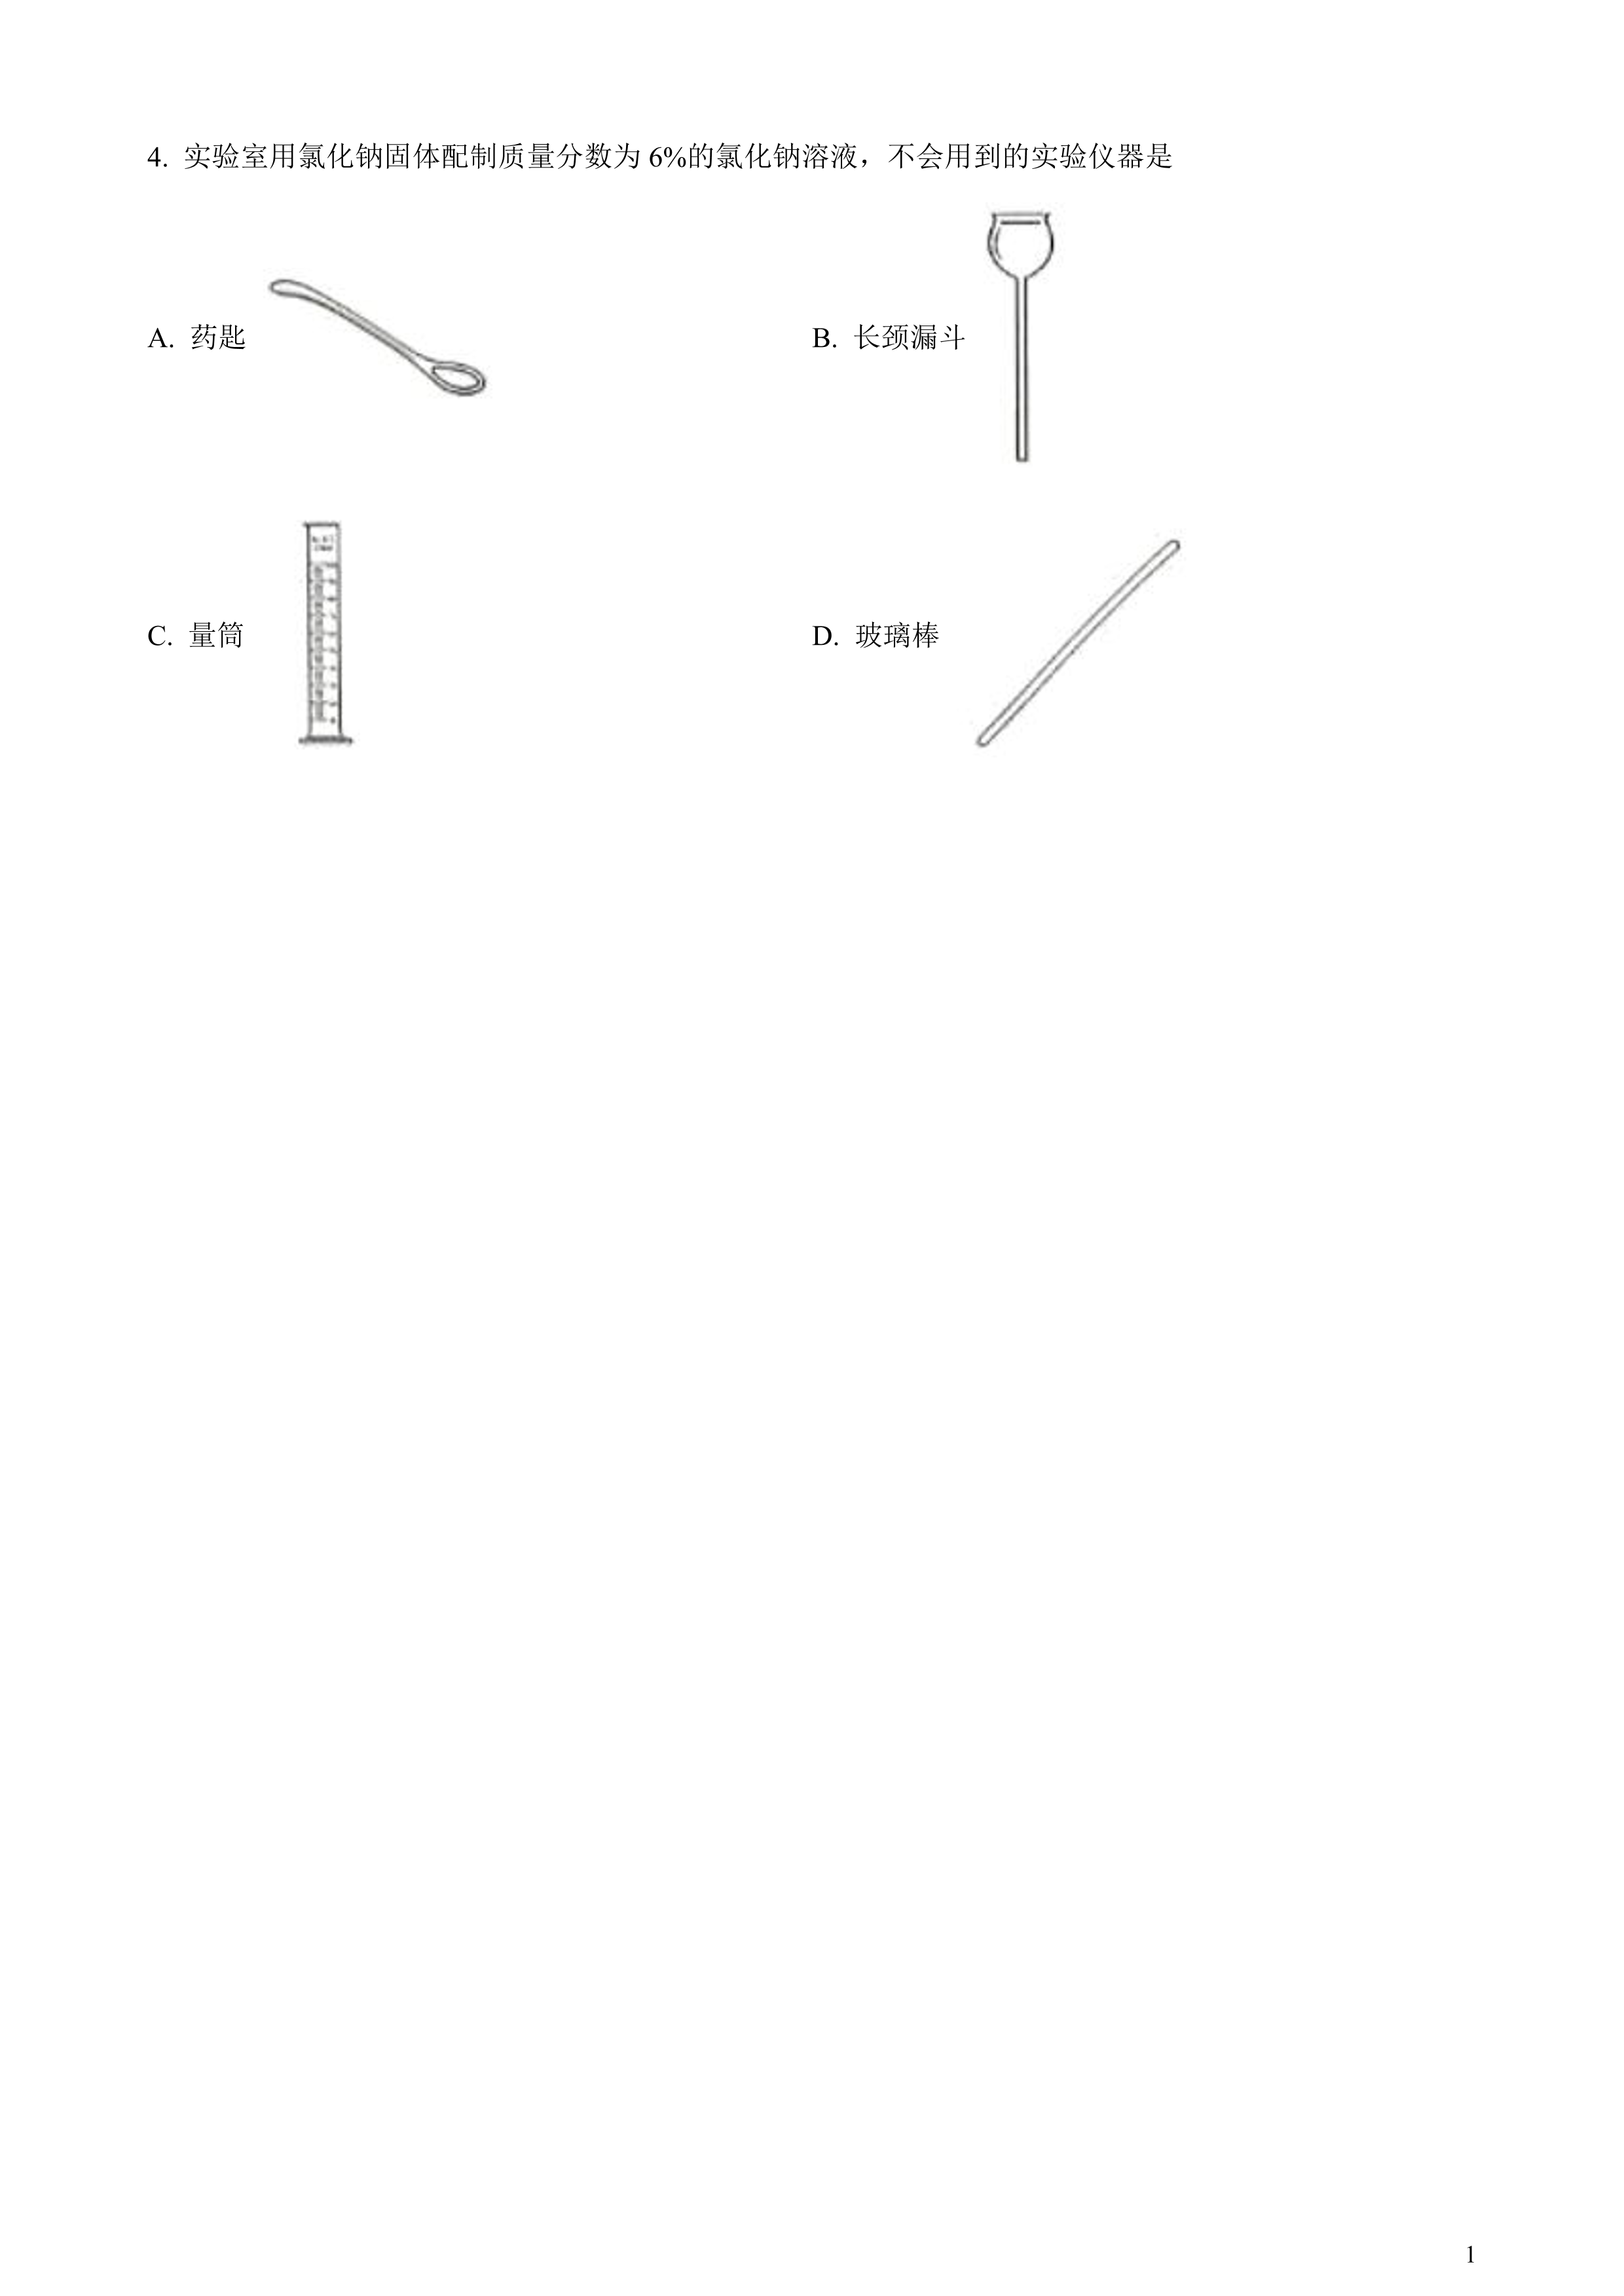 4. 实验室用氯化钠固体配制质量分数为 6%的氯化钠溶液，不会用到的实验仪器是
A. 药匙
B. 长颈漏斗
C. 量筒
D. 玻璃棒
1